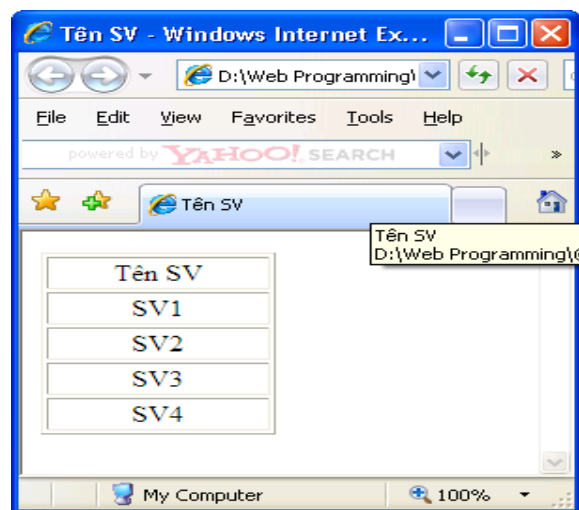 Tên SV - Windows Internet Ex...
D:\Web Programming\
File Edit View Favorites Tools Help
powered by YAHOO! SEARCH »
Tên SV
Tên SV
D:\Web Programming\
Tên SV
SV1
SV2
SV3
SV4
My Computer 100%